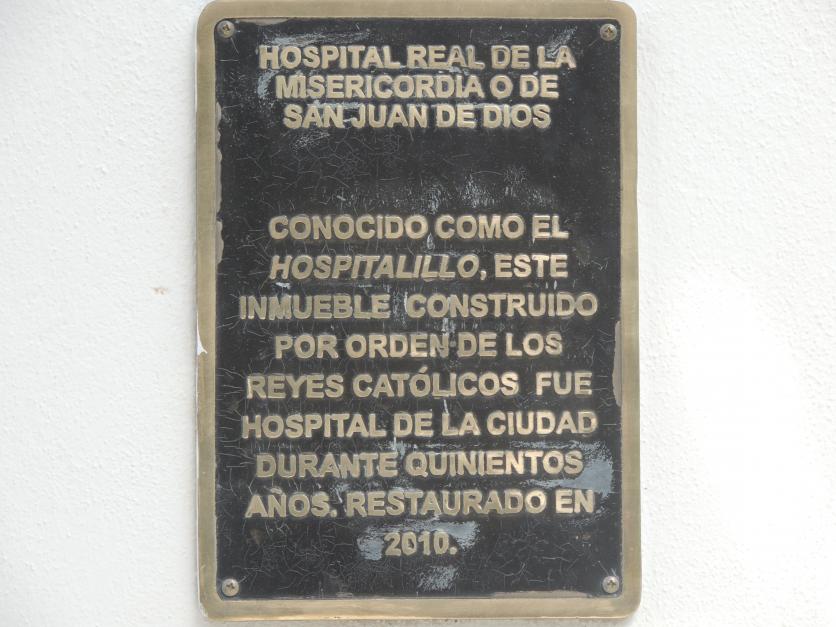 HOSPITAL REAL DE LA
MISERICORDIA O DE
SAN JUAN DE DIOS
CONOCIDO COMO EL
HOSPITALILLO, ESTE
INMUEBLE CONSTRUIDO
POR ORDEN DE LOS
REYES CATÓLICOS FUE
HOSPITAL DE LA CIUDAD
DURANTE QUINIENTOS
AÑOS. RESTAURADO EN
2010.